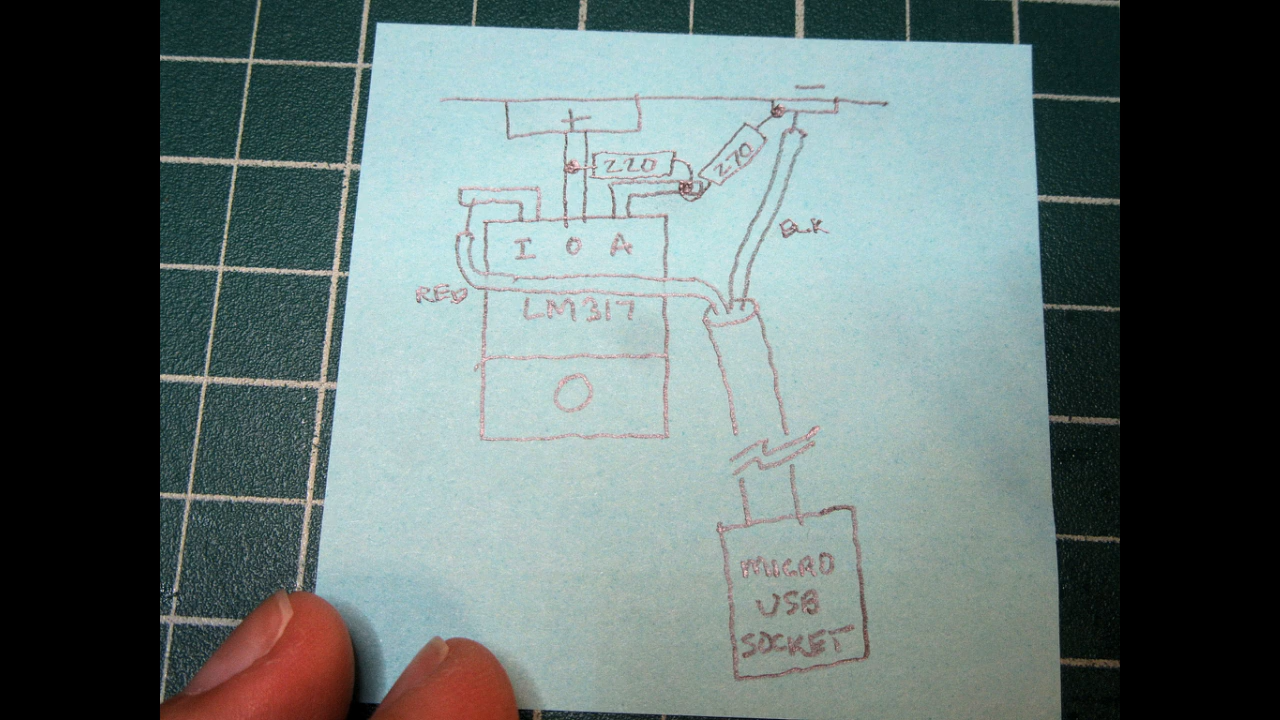 −
+
220
270
I O A
BLK
RED
LM317
MICRO
USB
SOCKET